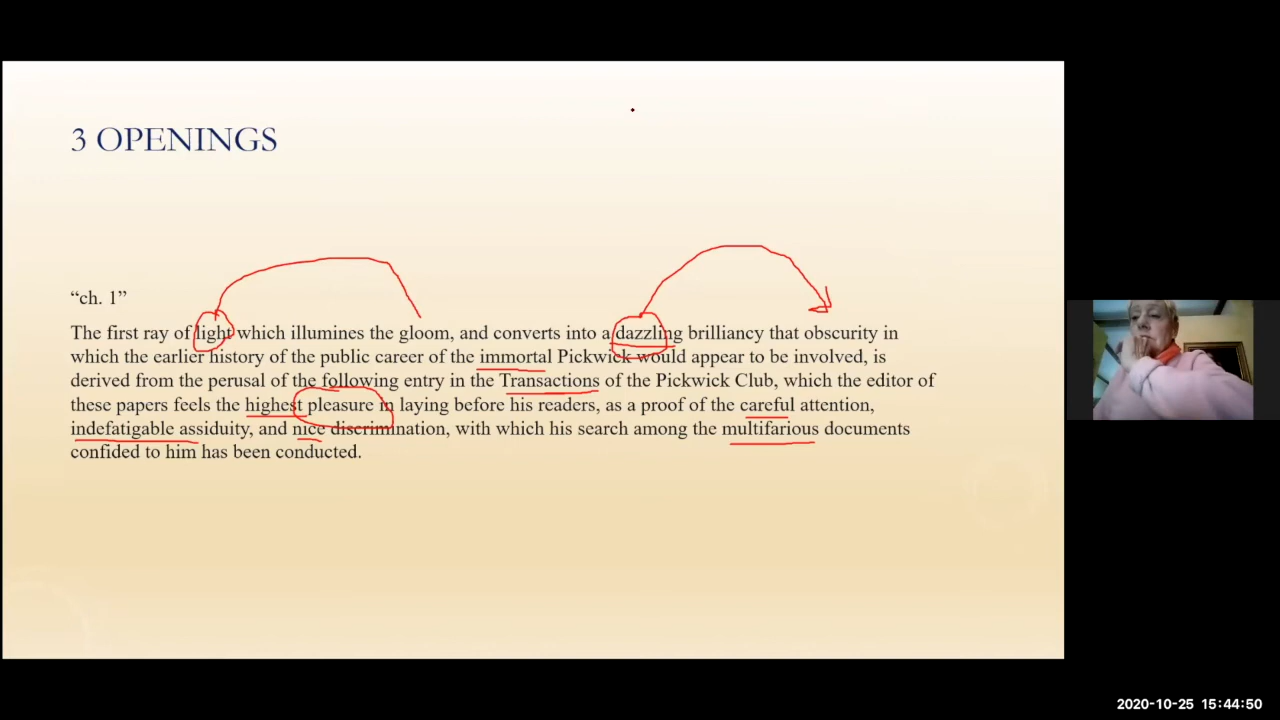 3 OPENINGS
“ch. 1”
The first ray of light which illumines the gloom, and converts into a dazzling brilliancy that obscurity in
which the earlier history of the public career of the immortal Pickwick would appear to be involved, is
derived from the perusal of the following entry in the Transactions of the Pickwick Club, which the editor of
these papers feels the highest pleasure in laying before his readers, as a proof of the careful attention,
indefatigable assiduity, and nice discrimination, with which his search among the multifarious documents
confided to him has been conducted.
2020-10-25 15:44:50